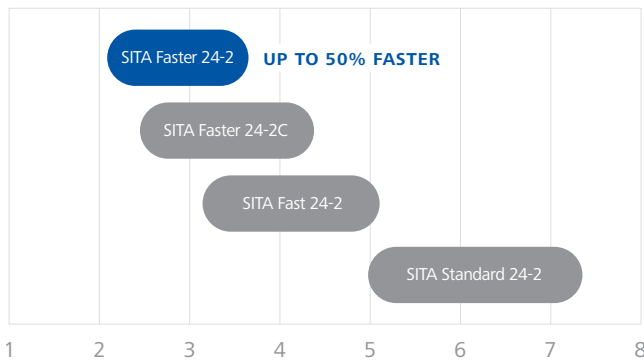 SITA Faster 24-2 UP TO 50% FASTER
SITA Faster 24-2C
SITA Fast 24-2
SITA Standard 24-2
1 2 3 4 5 6 7 8